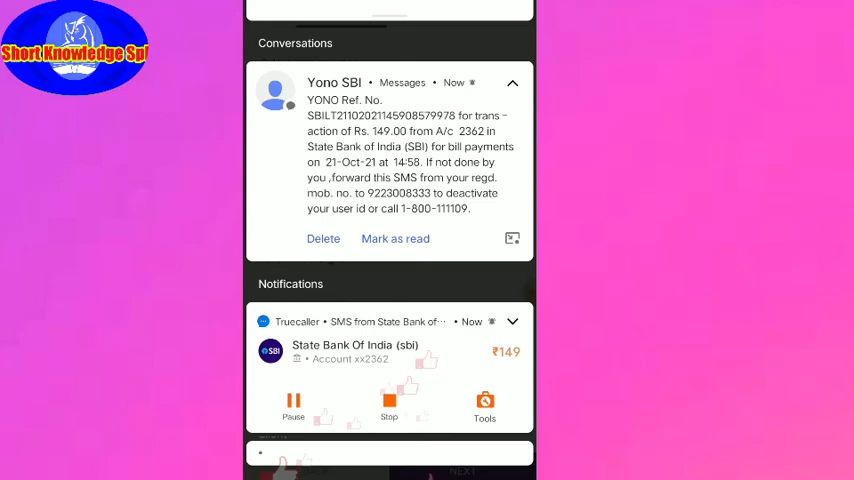 Short Knowledge Sp
Conversations
Yono SBI • Messages • Now
YONO Ref. No.
SBILT21102021145908579978 for trans -
action of Rs. 149.00 from A/c 2362 in
State Bank of India (SBI) for bill payments
on 21-Oct-21 at 14:58. If not done by
you ,forward this SMS from your regd.
mob. no. to 9223008333 to deactivate
your user id or call 1-800-111109.
Delete Mark as read
Notifications
Truecaller • SMS from State Bank of··· • Now
SBI State Bank Of India (sbi) ₹149
• Account xx2362
Pause Stop Tools
NEXT